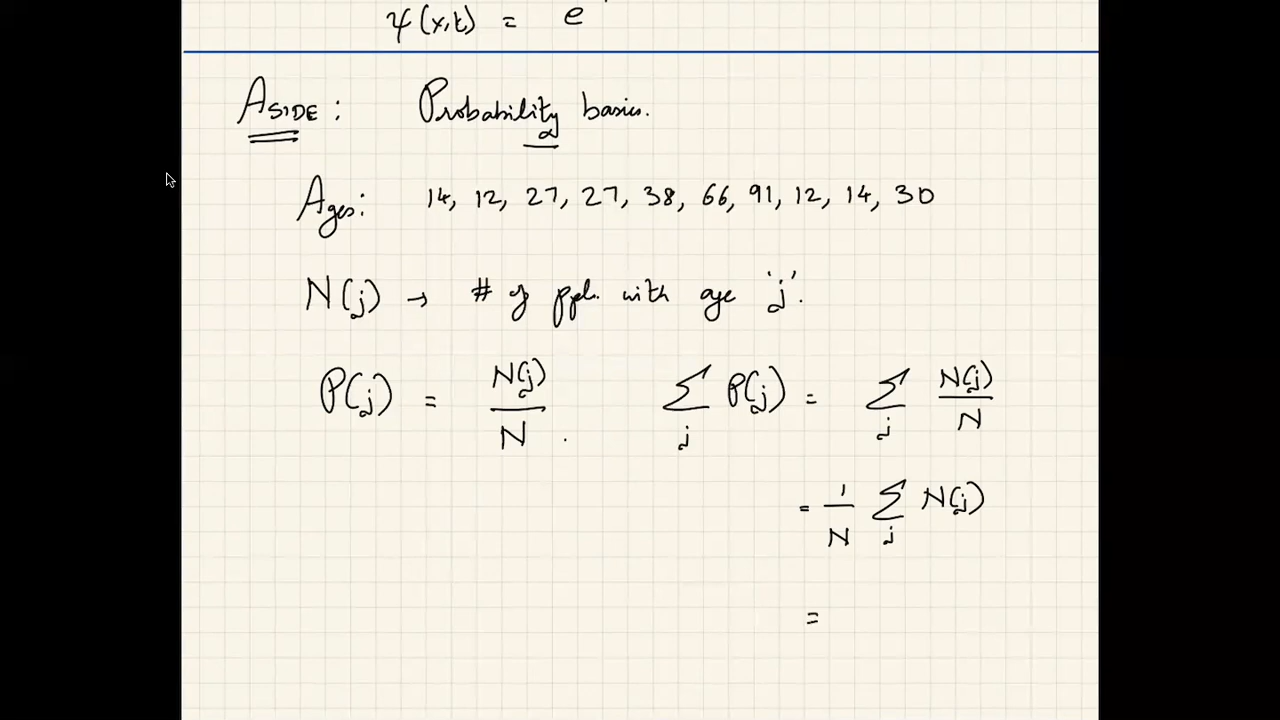 ψ(x,t) = e
ASIDE: Probability basics.
Ages: 14, 12, 27, 27, 38, 66, 91, 12, 14, 30
N(j) → # of ppl. with age 'j'.
P(j) = N(j)/N . ∑_j P(j) = ∑_j N(j)/N
= 1/N ∑_j N(j)
=